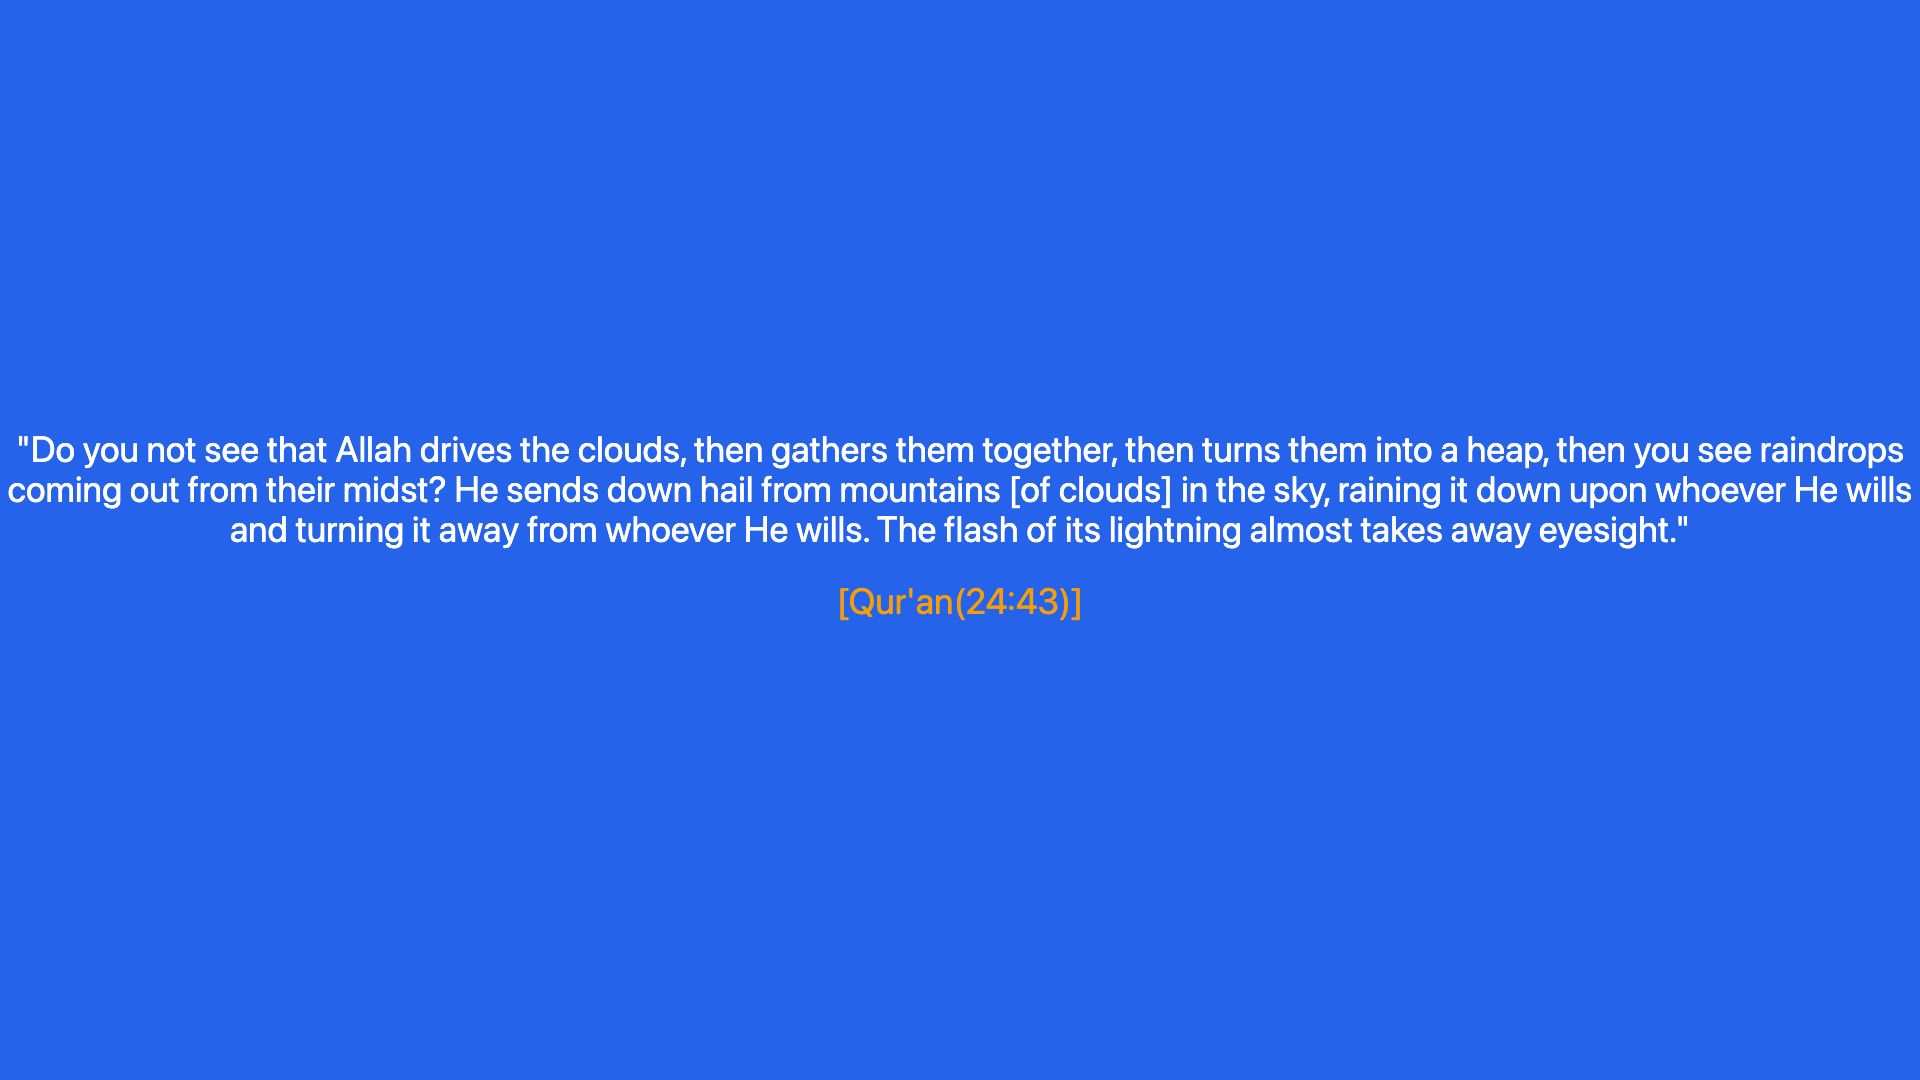 "Do you not see that Allah drives the clouds, then gathers them together, then turns them into a heap, then you see raindrops
coming out from their midst? He sends down hail from mountains [of clouds] in the sky, raining it down upon whoever He wills
and turning it away from whoever He wills. The flash of its lightning almost takes away eyesight."
[Qur'an(24:43)]